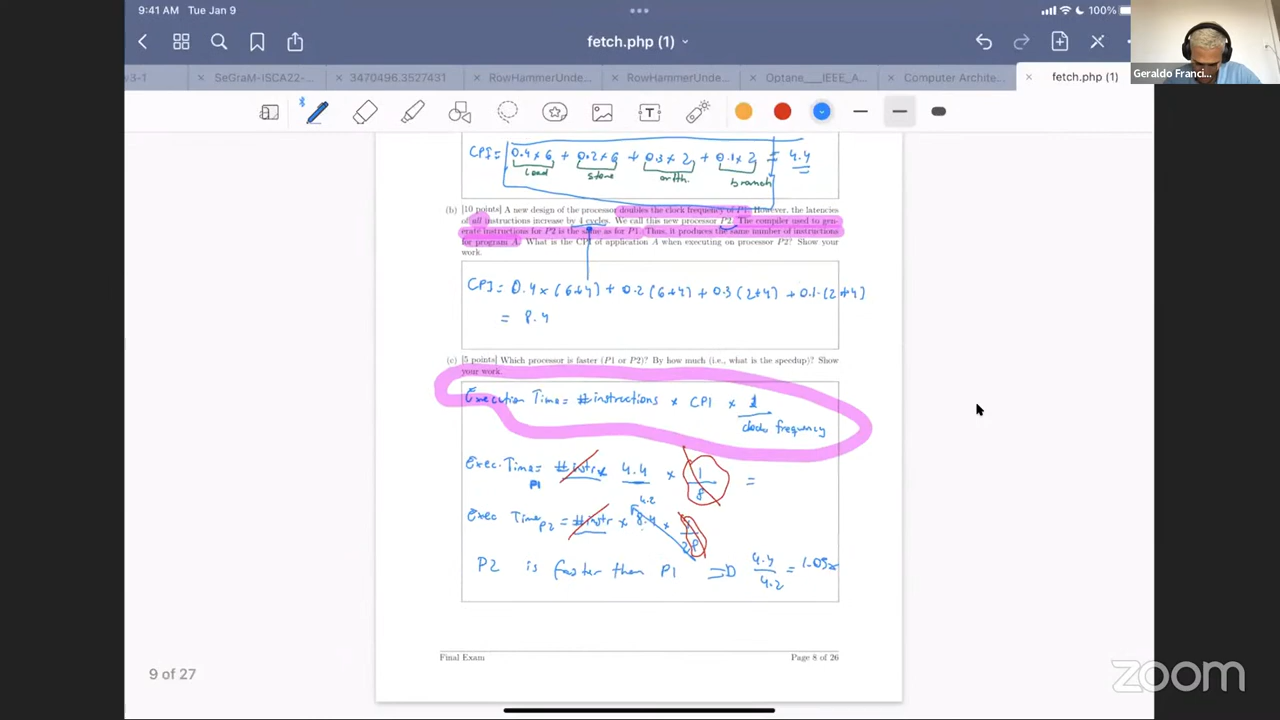 9:41 AM Tue Jan 9
100%
fetch.php (1)
Geraldo Franci...
#3-1
SeGraM-ISCA22-...
3470496.3527431
RowHammerUnde...
RowHammerUnde...
Optane___IEEE_A...
Computer Archite...
fetch.php (1)
CPI = 0.4 × 6 + 0.2 × 6 + 0.3 × 2 + 0.1 × 2 = 4.4
load store arith. branch
(b) [10 points] A new design of the processor doubles the clock frequency of P1. However, the latencies
of all instructions increase by 4 cycles. We call this new processor P2. The compiler used to gen-
erate instructions for P2 is the same as for P1. Thus, it produces the same number of instructions
for program A. What is the CPI of application A when executing on processor P2? Show your
work.
CPI = 0.4 × (6+4) + 0.2 (6+4) + 0.3 (2+4) + 0.1 · (2+4)
= 8.4
(c) [5 points] Which processor is faster (P1 or P2)? By how much (i.e., what is the speedup)? Show
your work.
Execution Time = # instructions × CPI × 1
clock frequency
Exec. Time P1 = #instr × 4.4 × 1 =
8
4.2
Exec Time P2 = #instr × 8.4 ×
P2 is faster then P1 => 4.4 = 1.05x
4.2
Final Exam
Page 8 of 26
9 of 27
zoom